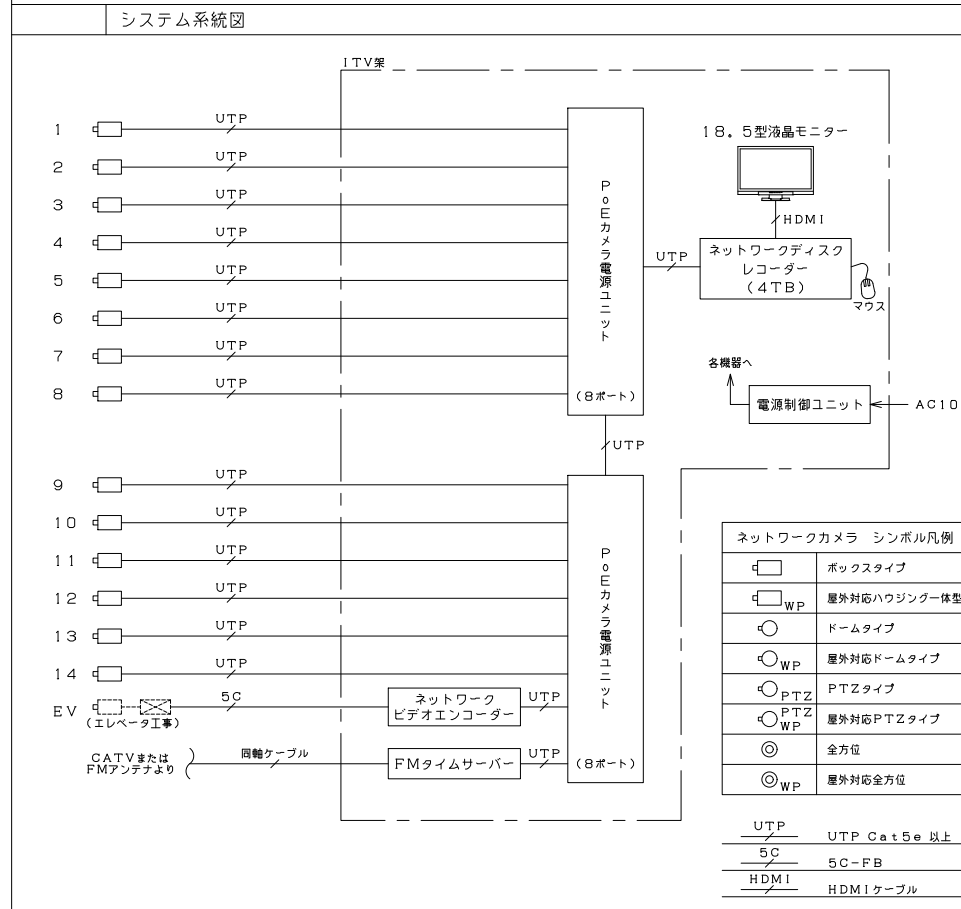 システム系統図
ITV架
1 UTP
2 UTP
3 UTP
4 UTP
5 UTP
6 UTP
7 UTP
8 UTP
PoEカメラ電源ユニット
(8ポート)
UTP
18.5型液晶モニター
HDMI
ネットワークディスク
レコーダー
(4TB)
マウス
各機器へ
電源制御ユニット
AC10
UTP
9 UTP
10 UTP
11 UTP
12 UTP
13 UTP
14 UTP
EV 5C
(エレベータ工事)
ネットワーク
ビデオエンコーダー
UTP
CATVまたは
FMアンテナより
同軸ケーブル
FMタイムサーバー
UTP
PoEカメラ電源ユニット
(8ポート)
ネットワークカメラ シンボル凡例
ボックスタイプ
WP 屋外対応ハウジング一体型
ドームタイプ
WP 屋外対応ドームタイプ
PTZ PTZタイプ
PTZ
WP 屋外対応PTZタイプ
全方位
WP 屋外対応全方位
UTP UTP Cat5e 以上
5C 5C-FB
HDMI HDMIケーブル